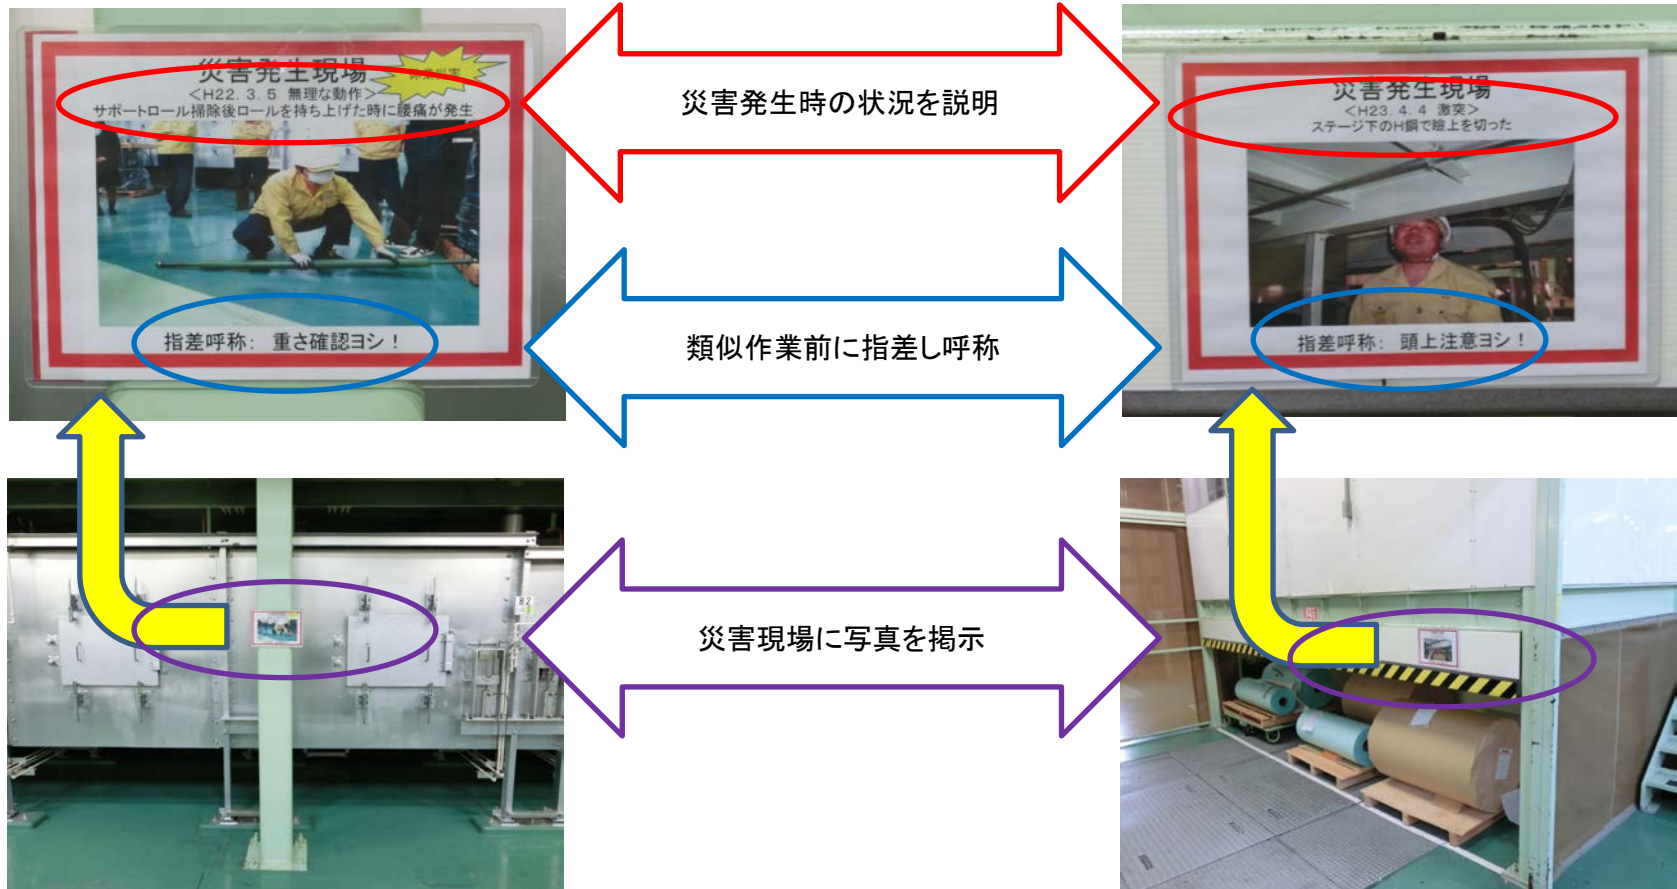 災害発生現場
<H22.3.5 無理な動作>
サポートロール掃除後ロールを持ち上げた時に腰痛が発生
指差呼称: 重さ確認ヨシ!
災害発生時の状況を説明
災害発生現場
<H23.4.4 激突>
ステージ下のH鋼で瞼上を切った
指差呼称: 頭上注意ヨシ!
類似作業前に指差し呼称
災害現場に写真を掲示